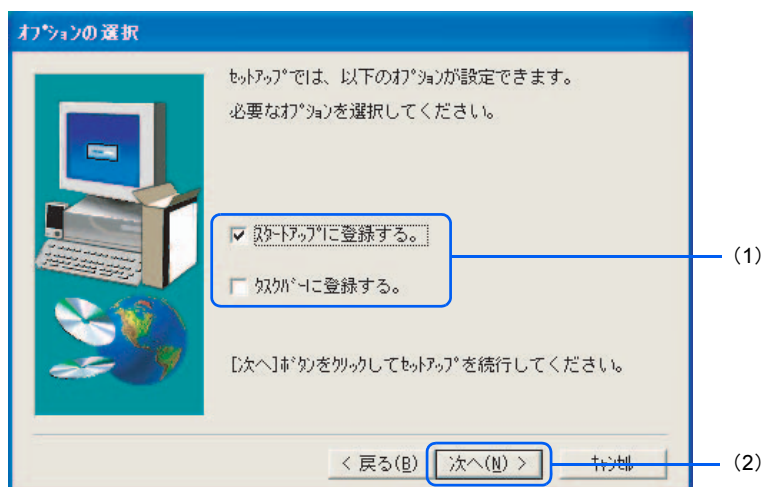 ｵﾌﾟｼｮﾝの選択
ｾｯﾄｱｯﾌﾟでは、以下のｵﾌﾟｼｮﾝが設定できます。
必要なｵﾌﾟｼｮﾝを選択してください。
ｽﾀｰﾄｱｯﾌﾟに登録する。
(1)
ﾀｽｸﾊﾞｰに登録する。
[次へ]ﾎﾞﾀﾝをｸﾘｯｸしてｾｯﾄｱｯﾌﾟを続行してください。
< 戻る(B)
次へ(N) >
ｷｬﾝｾﾙ
(2)